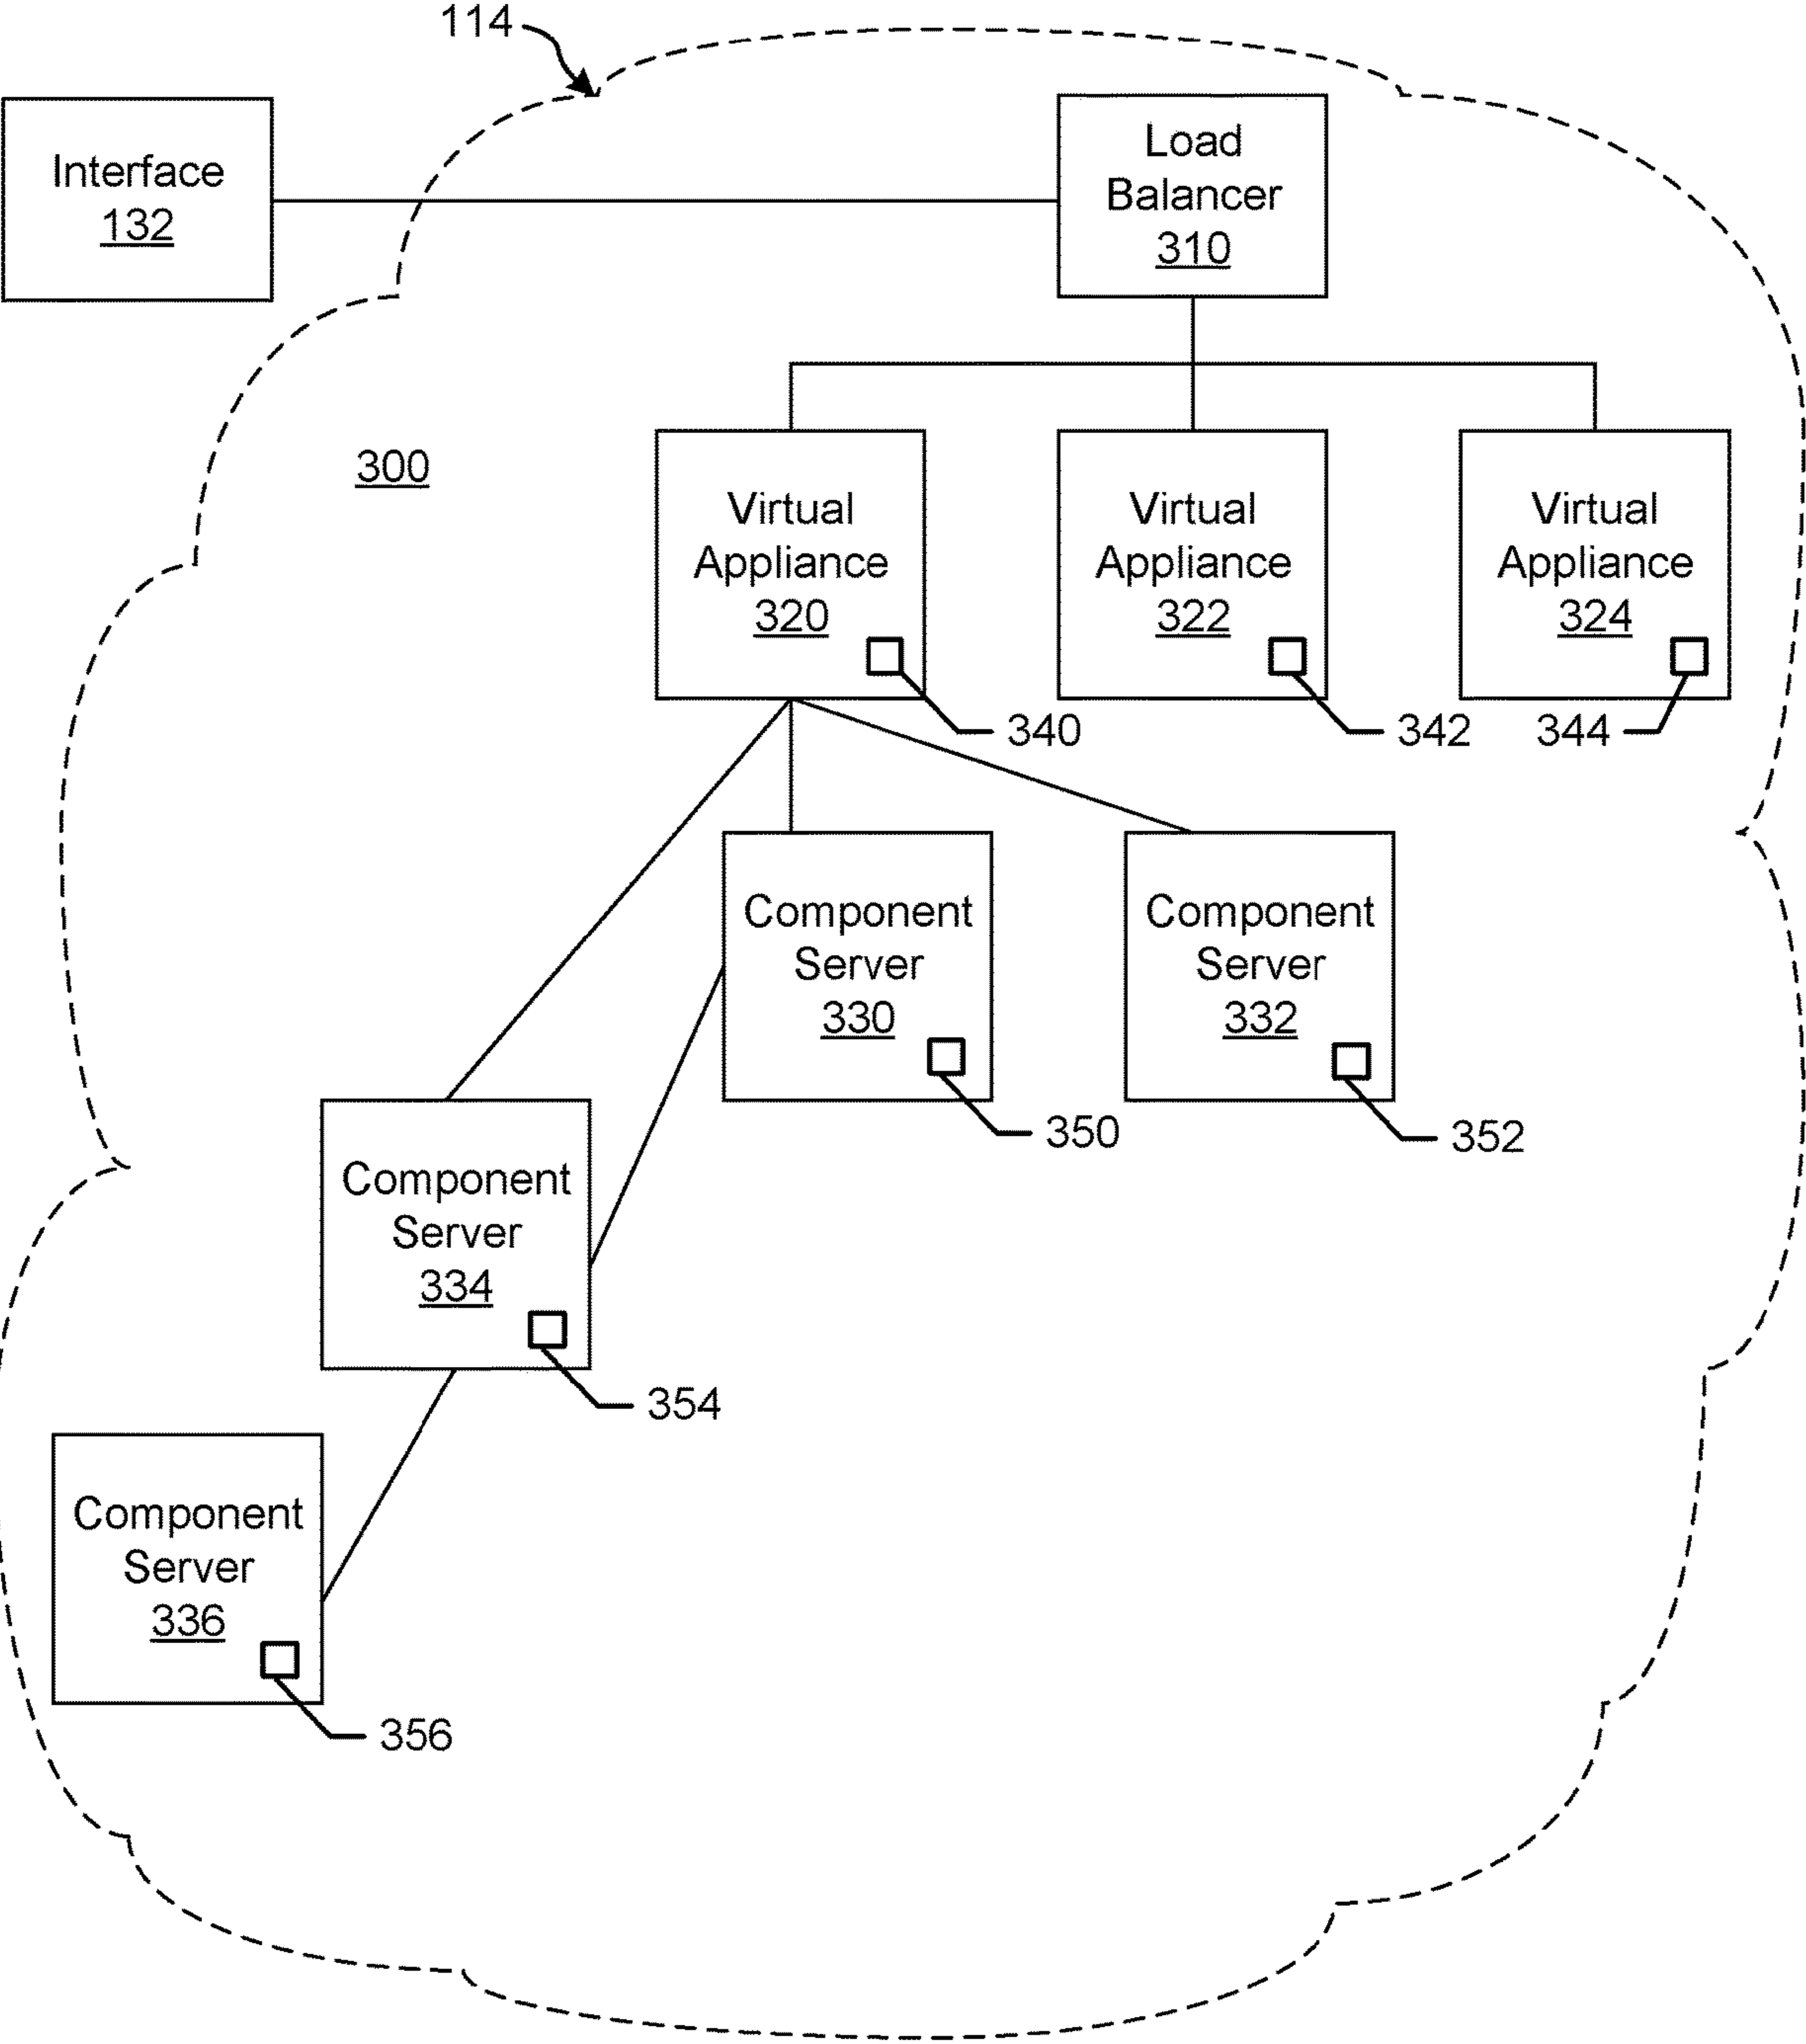 114
Interface
132
Load
Balancer
310
300
Virtual
Appliance
320
Virtual
Appliance
322
Virtual
Appliance
324
340
342
344
Component
Server
330
Component
Server
332
350
352
Component
Server
334
354
Component
Server
336
356